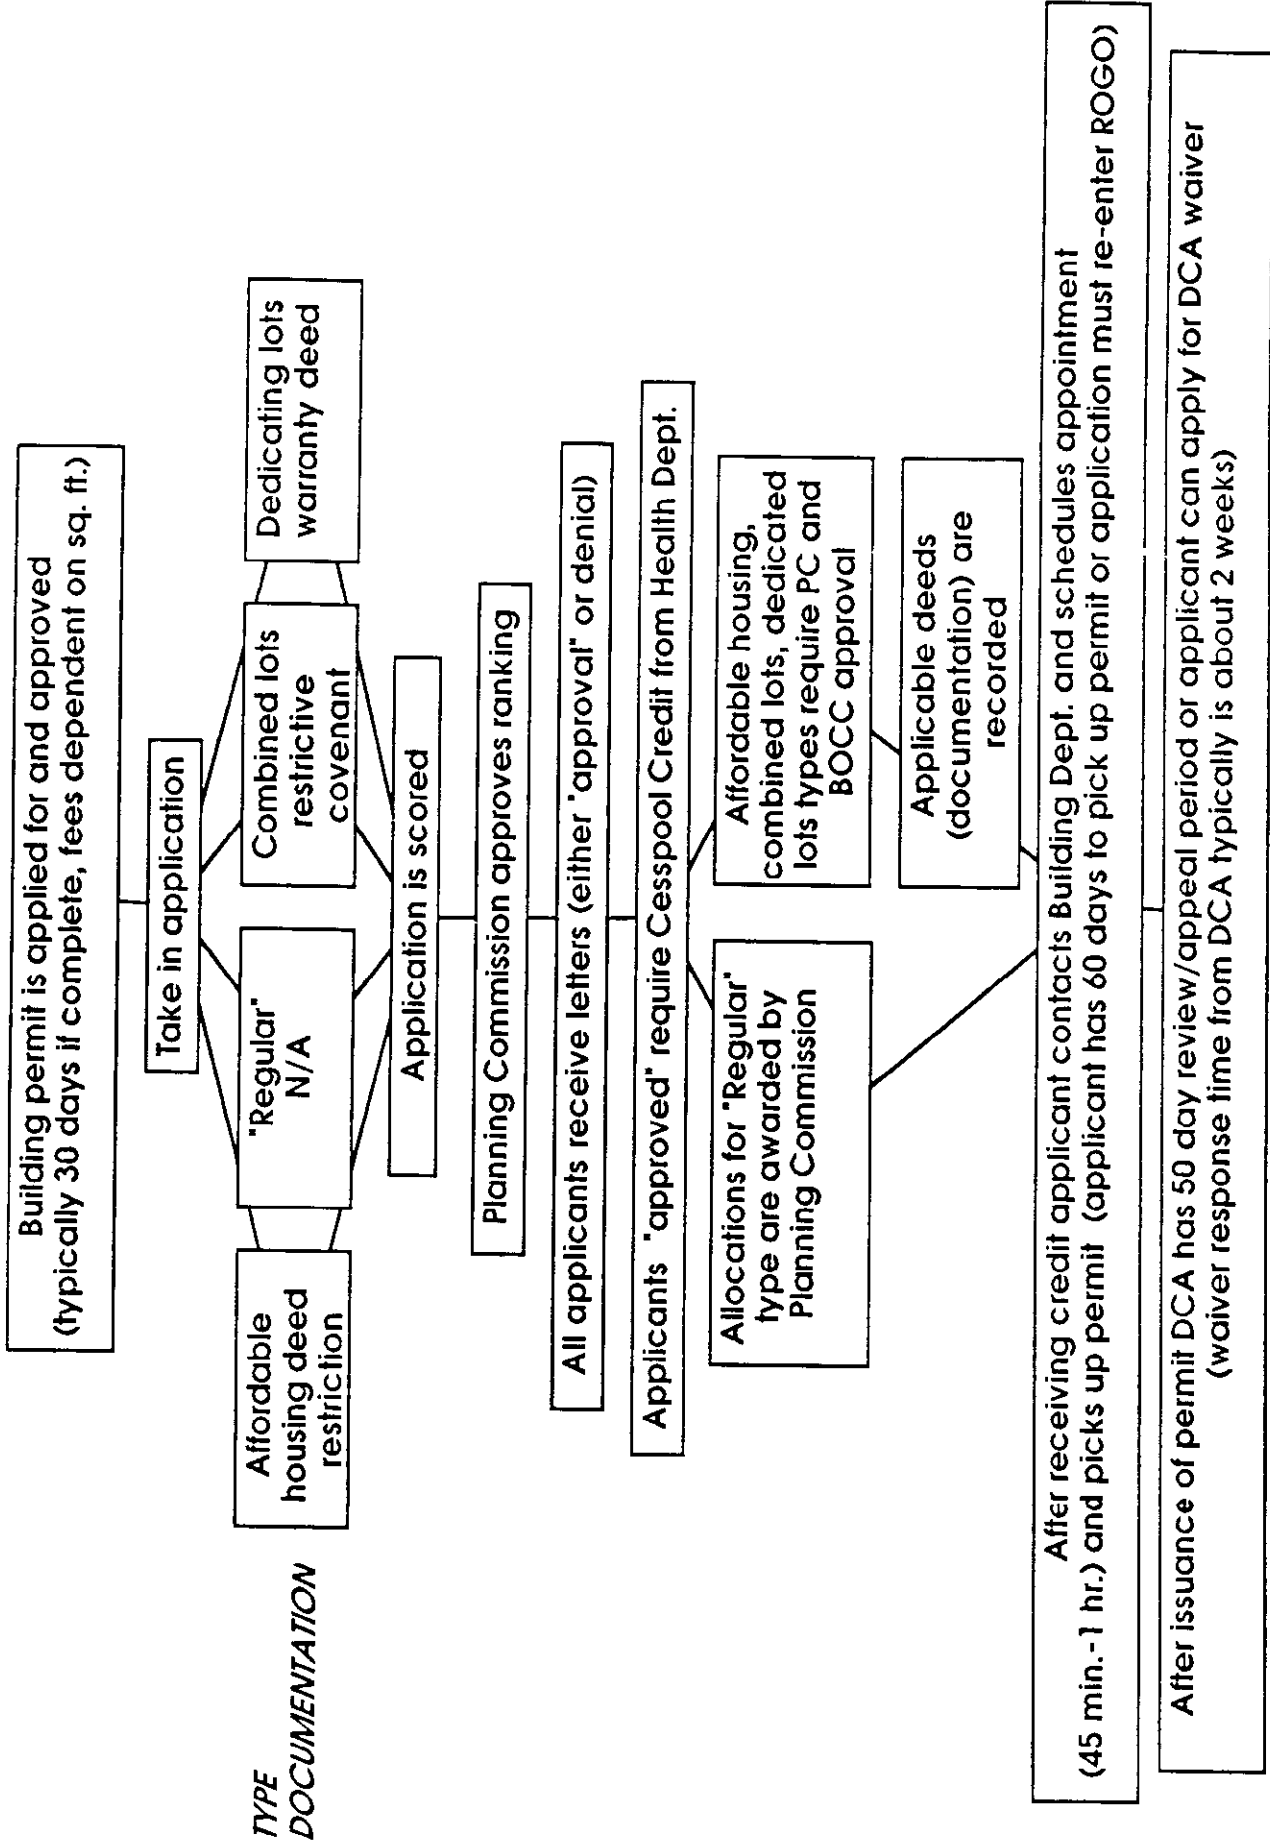 Building permit is applied for and approved
(typically 30 days if complete, fees dependent on sq. ft.)
Take in application
TYPE
DOCUMENTATION
Affordable
housing deed
restriction
"Regular"
N/A
Combined lots
restrictive
covenant
Dedicating lots
warranty deed
Application is scored
Planning Commission approves ranking
All applicants receive letters (either "approval" or denial)
Applicants "approved" require Cesspool Credit from Health Dept.
Allocations for "Regular"
type are awarded by
Planning Commission
Affordable housing,
combined lots, dedicated
lots types require PC and
BOCC approval
Applicable deeds
(documentation) are
recorded
After receiving credit applicant contacts Building Dept. and schedules appointment
(45 min.-1 hr.) and picks up permit (applicant has 60 days to pick up permit or application must re-enter ROGO)
After issuance of permit DCA has 50 day review/appeal period or applicant can apply for DCA waiver
(waiver response time from DCA typically is about 2 weeks)